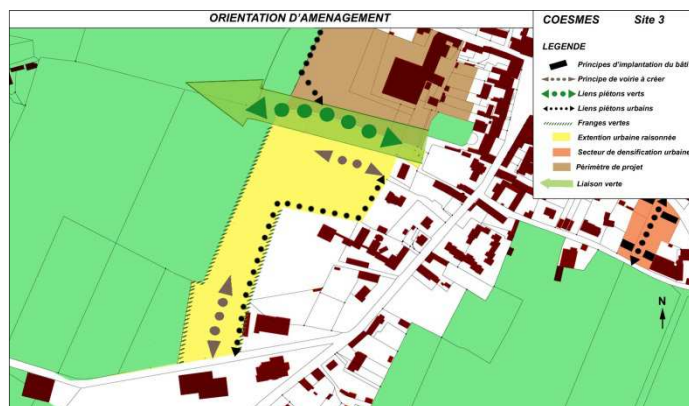 ORIENTATION D'AMENAGEMENT
COESMES Site 3
LEGENDE
Principes d'implantation du bâti
Principe de voirie à créer
Liens piétons verts
Liens piétons urbains
Franges vertes
Extention urbaine raisonnée
Secteur de densification urbaine
Périmètre de projet
Liaison verte
N